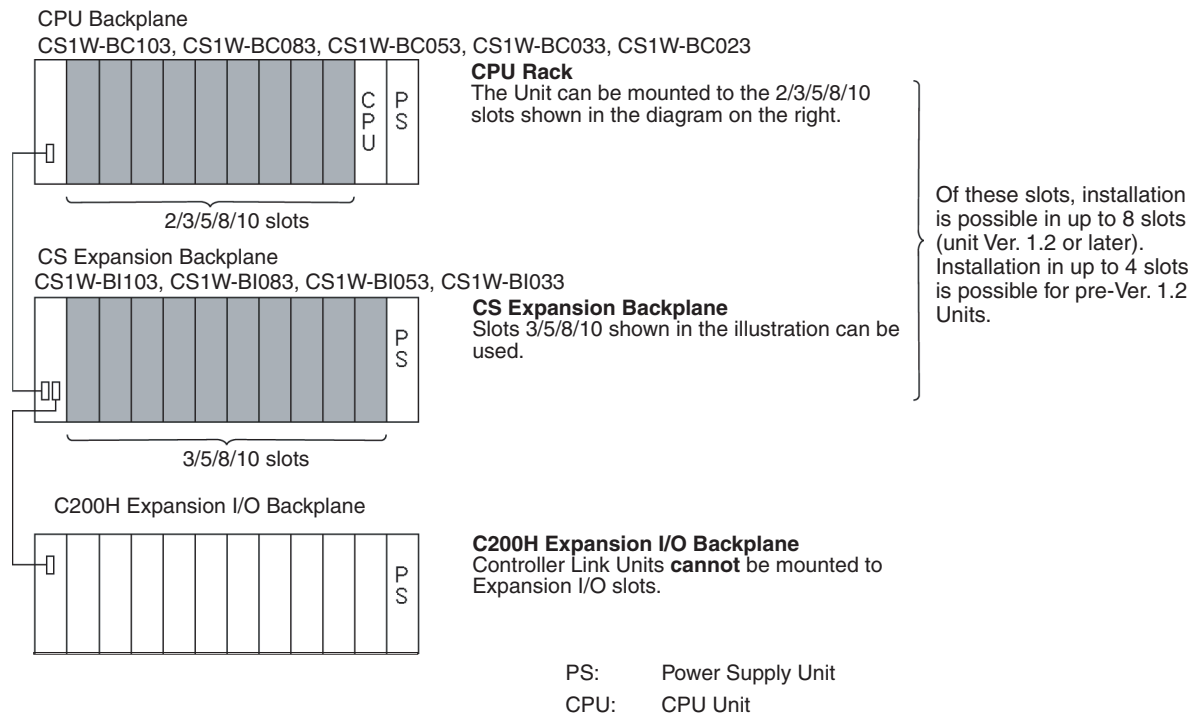 CPU Backplane
CS1W-BC103, CS1W-BC083, CS1W-BC053, CS1W-BC033, CS1W-BC023
CPU Rack
The Unit can be mounted to the 2/3/5/8/10
slots shown in the diagram on the right.
CPU
PS
2/3/5/8/10 slots
Of these slots, installation
is possible in up to 8 slots
(unit Ver. 1.2 or later).
Installation in up to 4 slots
is possible for pre-Ver. 1.2
Units.
CS Expansion Backplane
CS1W-BI103, CS1W-BI083, CS1W-BI053, CS1W-BI033
CS Expansion Backplane
Slots 3/5/8/10 shown in the illustration can be
used.
PS
3/5/8/10 slots
C200H Expansion I/O Backplane
C200H Expansion I/O Backplane
Controller Link Units cannot be mounted to
Expansion I/O slots.
PS
PS: Power Supply Unit
CPU: CPU Unit